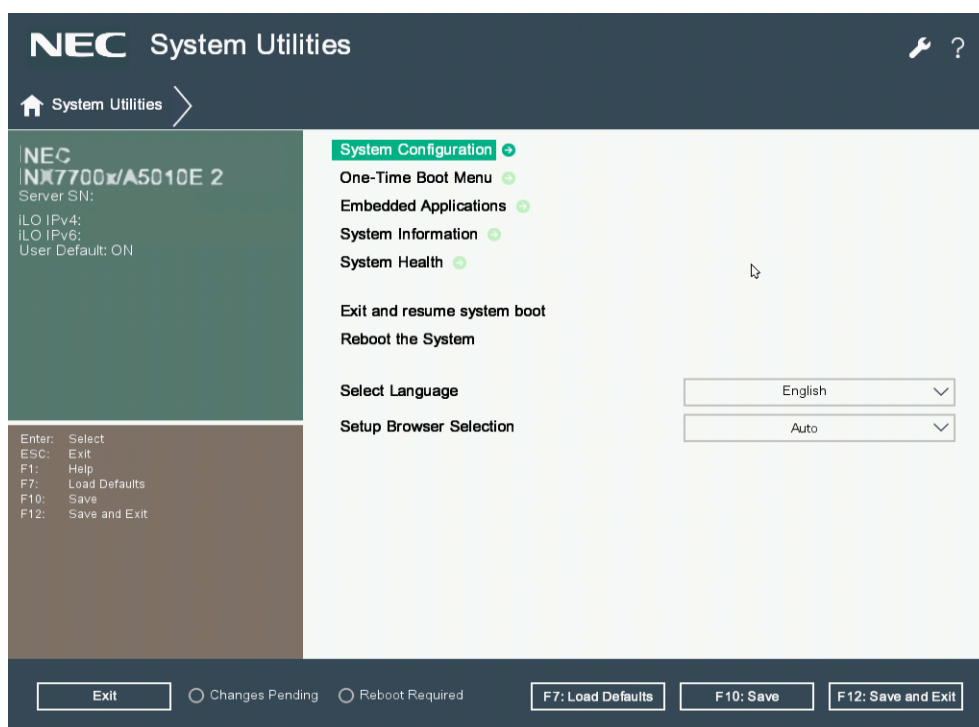 NEC System Utilities
?
System Utilities
NEC
NX7700x/A5010E 2
Server SN:
iLO IPv4:
iLO IPv6:
User Default: ON
Enter: Select
ESC: Exit
F1: Help
F7: Load Defaults
F10: Save
F12: Save and Exit
System Configuration
One-Time Boot Menu
Embedded Applications
System Information
System Health
Exit and resume system boot
Reboot the System
Select Language English
Setup Browser Selection Auto
Exit Changes Pending Reboot Required F7: Load Defaults F10: Save F12: Save and Exit